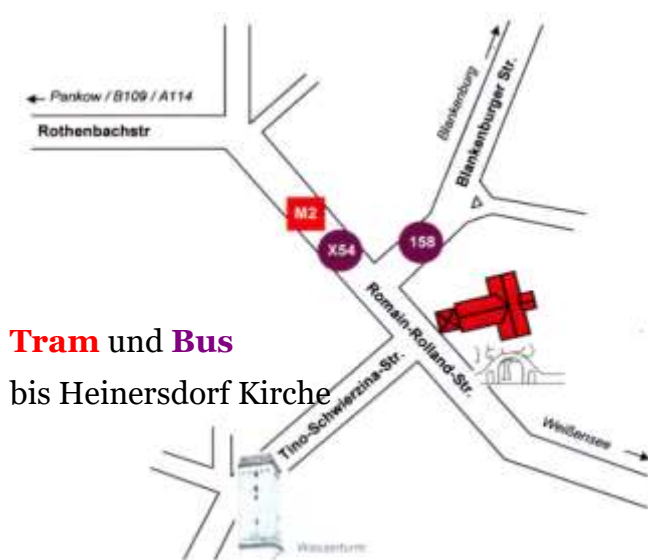 ← Pankow / B109 / A114
Rothenbachstr
Blankenburg
Blankenburger Str.
M2
X54
158
Romain-Rolland-Str.
Tram und Bus
bis Heinersdorf Kirche
Tino-Schwierzina-Str.
Weißensee
Wasserturm